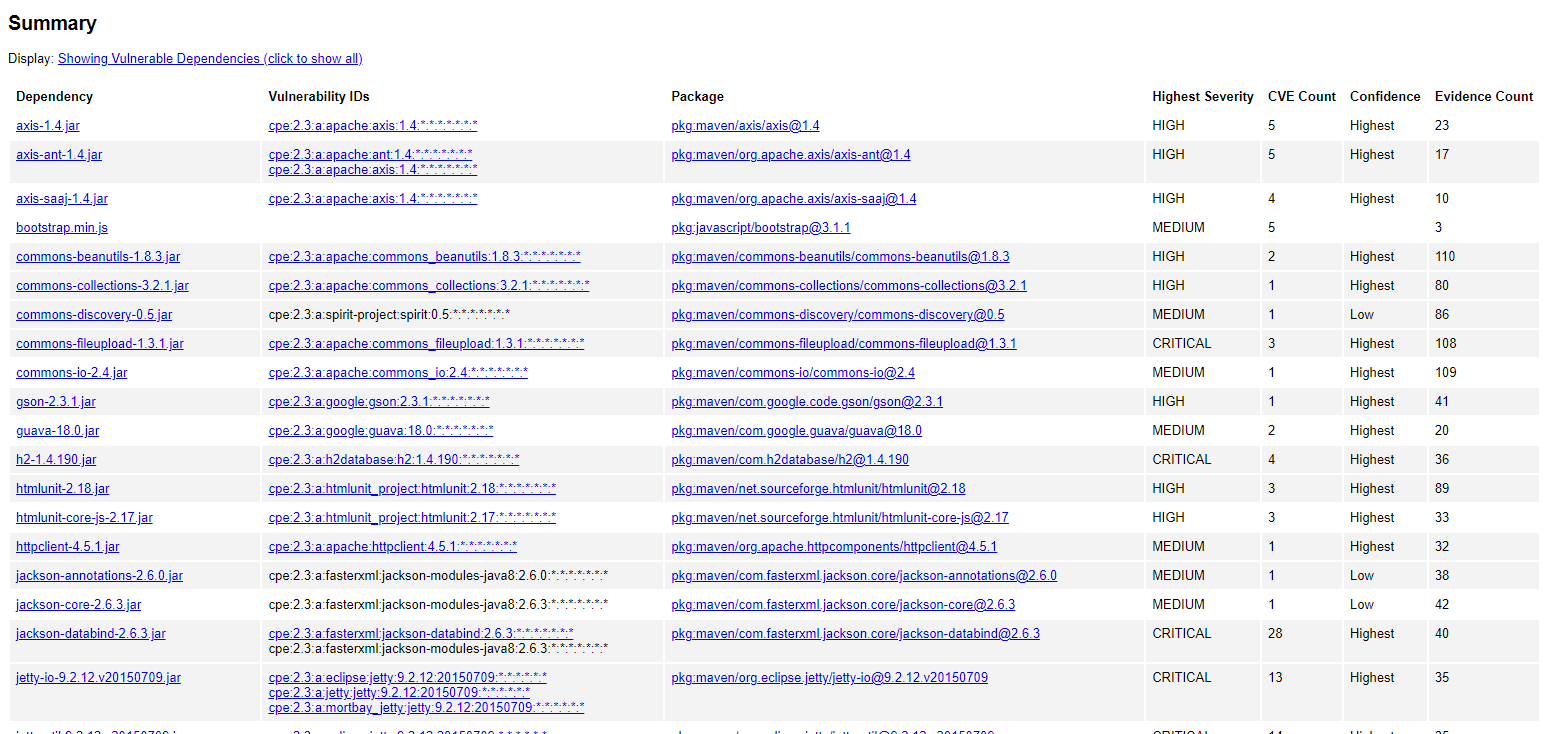 Summary
Display: Showing Vulnerable Dependencies (click to show all)
Dependency Vulnerability IDs Package Highest Severity CVE Count Confidence Evidence Count
axis-1.4.jar cpe:2.3:a:apache:axis:1.4:*:*:*:*:*:*:* pkg:maven/axis/axis@1.4 HIGH 5 Highest 23
axis-ant-1.4.jar cpe:2.3:a:apache:ant:1.4:*:*:*:*:*:*:* pkg:maven/org.apache.axis/axis-ant@1.4 HIGH 5 Highest 17
cpe:2.3:a:apache:axis:1.4:*:*:*:*:*:*:*
axis-saaj-1.4.jar cpe:2.3:a:apache:axis:1.4:*:*:*:*:*:*:* pkg:maven/org.apache.axis/axis-saaj@1.4 HIGH 4 Highest 10
bootstrap.min.js pkg:javascript/bootstrap@3.1.1 MEDIUM 5 3
commons-beanutils-1.8.3.jar cpe:2.3:a:apache:commons_beanutils:1.8.3:*:*:*:*:*:*:* pkg:maven/commons-beanutils/commons-beanutils@1.8.3 HIGH 2 Highest 110
commons-collections-3.2.1.jar cpe:2.3:a:apache:commons_collections:3.2.1:*:*:*:*:*:*:* pkg:maven/commons-collections/commons-collections@3.2.1 HIGH 1 Highest 80
commons-discovery-0.5.jar cpe:2.3:a:spirit-project:spirit:0.5:*:*:*:*:*:*:* pkg:maven/commons-discovery/commons-discovery@0.5 MEDIUM 1 Low 86
commons-fileupload-1.3.1.jar cpe:2.3:a:apache:commons_fileupload:1.3.1:*:*:*:*:*:*:* pkg:maven/commons-fileupload/commons-fileupload@1.3.1 CRITICAL 3 Highest 108
commons-io-2.4.jar cpe:2.3:a:apache:commons_io:2.4:*:*:*:*:*:*:* pkg:maven/commons-io/commons-io@2.4 MEDIUM 1 Highest 109
gson-2.3.1.jar cpe:2.3:a:google:gson:2.3.1:*:*:*:*:*:*:* pkg:maven/com.google.code.gson/gson@2.3.1 HIGH 1 Highest 41
guava-18.0.jar cpe:2.3:a:google:guava:18.0:*:*:*:*:*:*:* pkg:maven/com.google.guava/guava@18.0 MEDIUM 2 Highest 20
h2-1.4.190.jar cpe:2.3:a:h2database:h2:1.4.190:*:*:*:*:*:*:* pkg:maven/com.h2database/h2@1.4.190 CRITICAL 4 Highest 36
htmlunit-2.18.jar cpe:2.3:a:htmlunit_project:htmlunit:2.18:*:*:*:*:*:*:* pkg:maven/net.sourceforge.htmlunit/htmlunit@2.18 HIGH 3 Highest 89
htmlunit-core-js-2.17.jar cpe:2.3:a:htmlunit_project:htmlunit:2.17:*:*:*:*:*:*:* pkg:maven/net.sourceforge.htmlunit/htmlunit-core-js@2.17 HIGH 3 Highest 33
httpclient-4.5.1.jar cpe:2.3:a:apache:httpclient:4.5.1:*:*:*:*:*:*:* pkg:maven/org.apache.httpcomponents/httpclient@4.5.1 MEDIUM 1 Highest 32
jackson-annotations-2.6.0.jar cpe:2.3:a:fasterxml:jackson-modules-java8:2.6.0:*:*:*:*:*:*:* pkg:maven/com.fasterxml.jackson.core/jackson-annotations@2.6.0 MEDIUM 1 Low 38
jackson-core-2.6.3.jar cpe:2.3:a:fasterxml:jackson-modules-java8:2.6.3:*:*:*:*:*:*:* pkg:maven/com.fasterxml.jackson.core/jackson-core@2.6.3 MEDIUM 1 Low 42
jackson-databind-2.6.3.jar cpe:2.3:a:fasterxml:jackson-databind:2.6.3:*:*:*:*:*:*:* pkg:maven/com.fasterxml.jackson.core/jackson-databind@2.6.3 CRITICAL 28 Highest 40
cpe:2.3:a:fasterxml:jackson-modules-java8:2.6.3:*:*:*:*:*:*:*
jetty-io-9.2.12.v20150709.jar cpe:2.3:a:eclipse:jetty:9.2.12:20150709:*:*:*:*:*:* pkg:maven/org.eclipse.jetty/jetty-io@9.2.12.v20150709 CRITICAL 13 Highest 35
cpe:2.3:a:jetty:jetty:9.2.12:20150709:*:*:*:*:*:*
cpe:2.3:a:mortbay_jetty:jetty:9.2.12:20150709:*:*:*:*:*:*